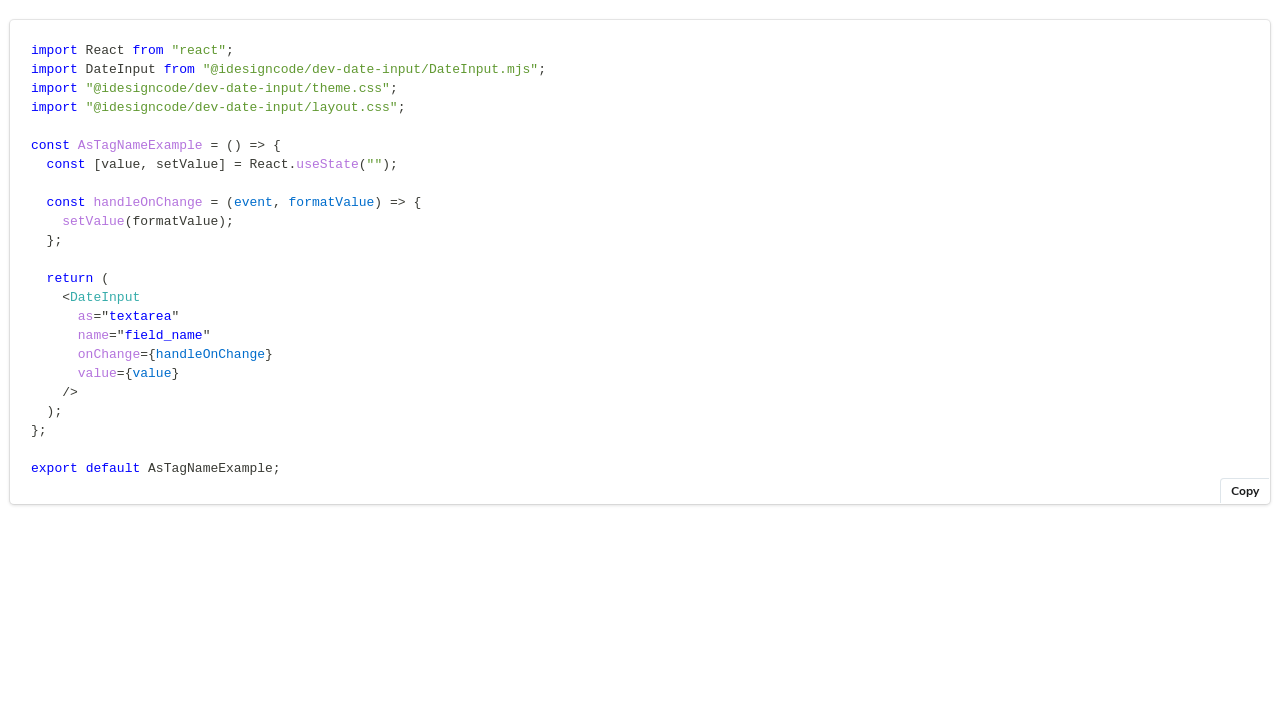 import React from "react";
import DateInput from "@idesigncode/dev-date-input/DateInput.mjs";
import "@idesigncode/dev-date-input/theme.css";
import "@idesigncode/dev-date-input/layout.css";

const AsTagNameExample = () => {
  const [value, setValue] = React.useState("");

  const handleOnChange = (event, formatValue) => {
    setValue(formatValue);
  };

  return (
    <DateInput
      as="textarea"
      name="field_name"
      onChange={handleOnChange}
      value={value}
    />
  );
};

export default AsTagNameExample;
Copy